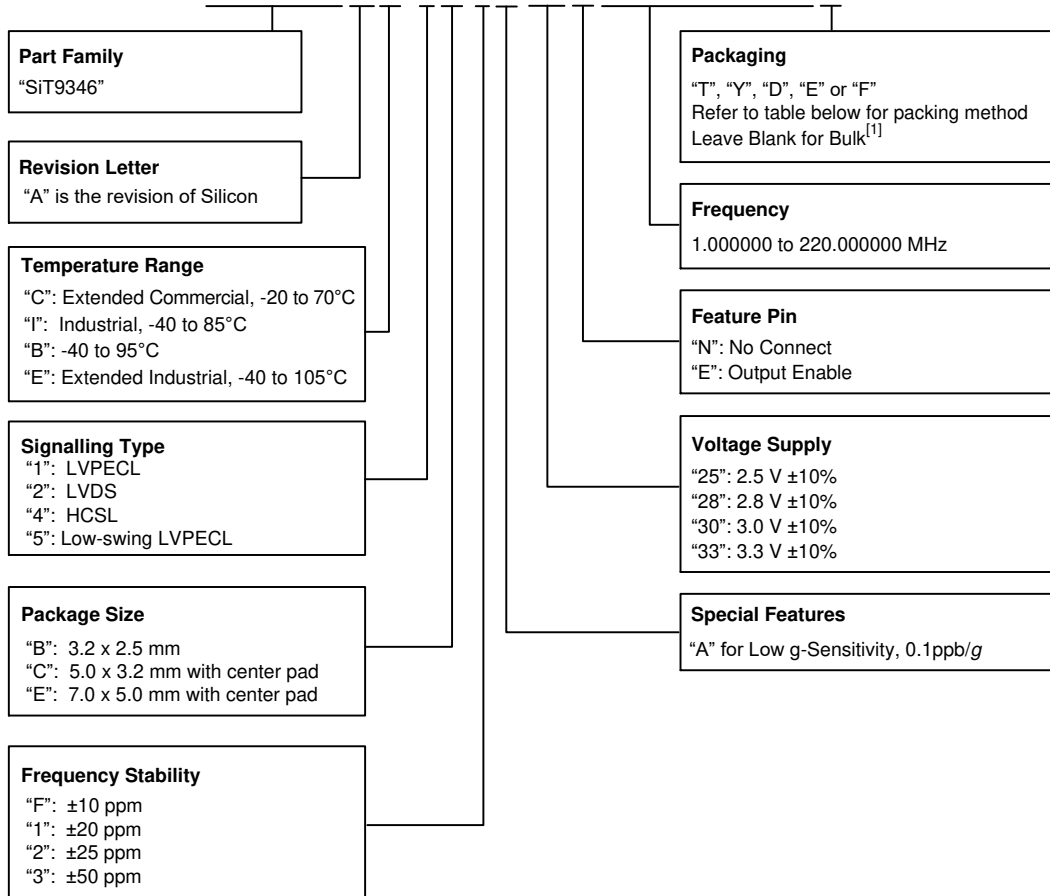 Part Family
“SiT9346”
Revision Letter
“A” is the revision of Silicon
Temperature Range
“C”: Extended Commercial, -20 to 70°C
“I”: Industrial, -40 to 85°C
“B”: -40 to 95°C
“E”: Extended Industrial, -40 to 105°C
Signalling Type
“1”: LVPECL
“2”: LVDS
“4”: HCSL
“5”: Low-swing LVPECL
Package Size
“B”: 3.2 x 2.5 mm
“C”: 5.0 x 3.2 mm with center pad
“E”: 7.0 x 5.0 mm with center pad
Frequency Stability
“F”: ±10 ppm
“1”: ±20 ppm
“2”: ±25 ppm
“3”: ±50 ppm
Packaging
“T”, “Y”, “D”, “E” or “F”
Refer to table below for packing method
Leave Blank for Bulk[1]
Frequency
1.000000 to 220.000000 MHz
Feature Pin
“N”: No Connect
“E”: Output Enable
Voltage Supply
“25”: 2.5 V ±10%
“28”: 2.8 V ±10%
“30”: 3.0 V ±10%
“33”: 3.3 V ±10%
Special Features
“A” for Low g-Sensitivity, 0.1ppb/g